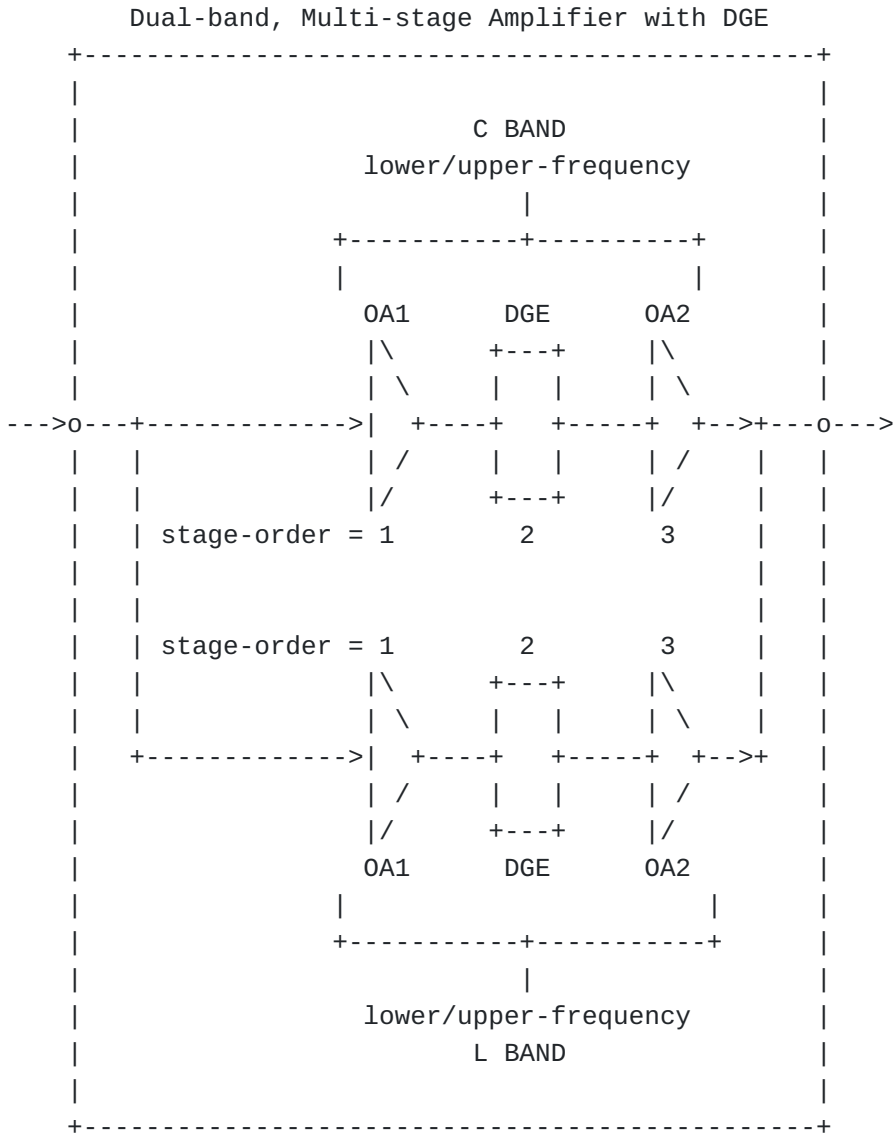 Dual-band, Multi-stage Amplifier with DGE
C BAND
lower/upper-frequency
OA1 DGE OA2
stage-order = 1 2 3
stage-order = 1 2 3
OA1 DGE OA2
lower/upper-frequency
L BAND